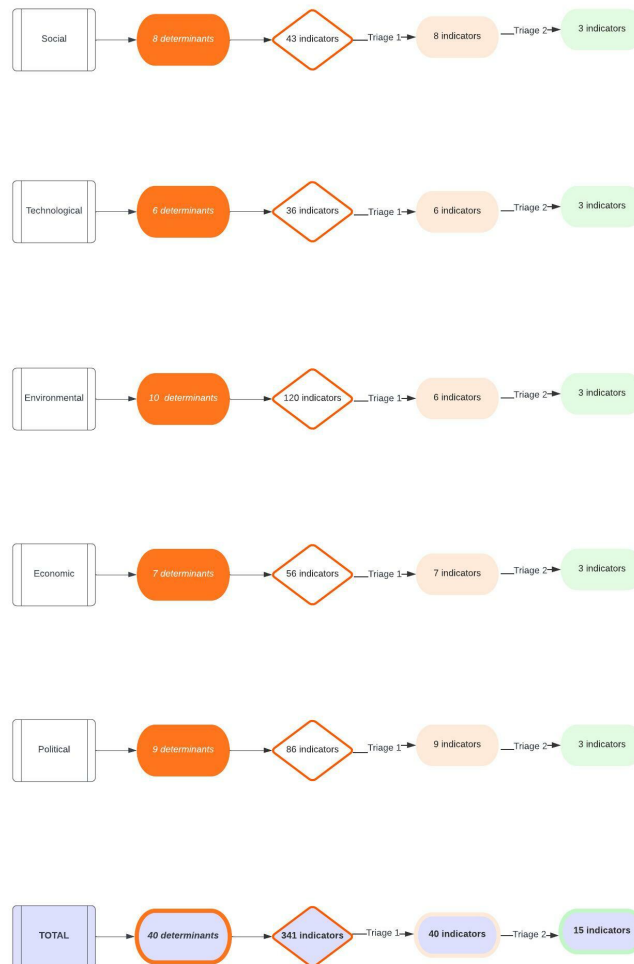 Social 8 determinants 43 indicators Triage 1 8 indicators Triage 2 3 indicators
Technological 6 determinants 36 indicators Triage 1 6 indicators Triage 2 3 indicators
Environmental 10 determinants 120 indicators Triage 1 6 indicators Triage 2 3 indicators
Economic 7 determinants 56 indicators Triage 1 7 indicators Triage 2 3 indicators
Political 9 determinants 86 indicators Triage 1 9 indicators Triage 2 3 indicators
TOTAL 40 determinants 341 indicators Triage 1 40 indicators Triage 2 15 indicators